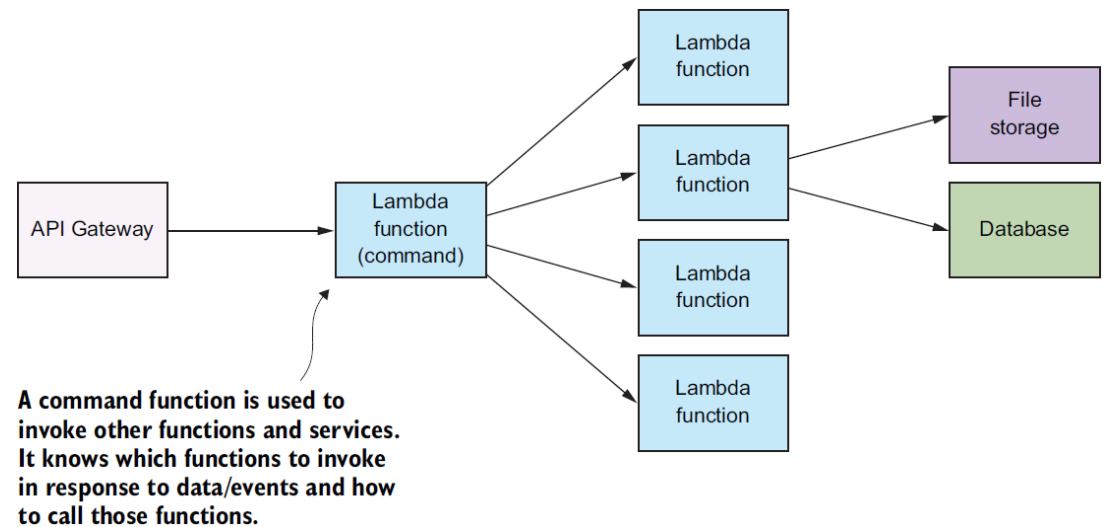 API Gateway
Lambda
function
(command)
Lambda
function
Lambda
function
Lambda
function
Lambda
function
File
storage
Database
A command function is used to
invoke other functions and services.
It knows which functions to invoke
in response to data/events and how
to call those functions.